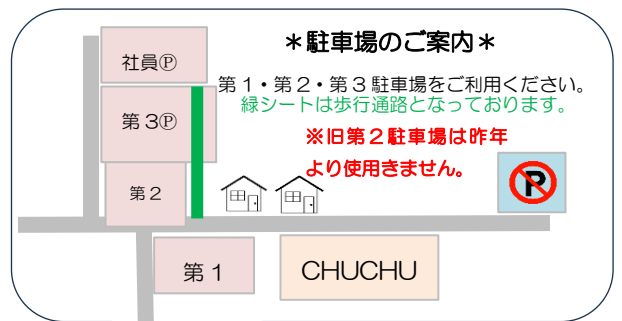 ＊駐車場のご案内＊
社員Ⓟ
第１・第２・第３駐車場をご利用ください。
緑シートは歩行通路となっております。
第３Ⓟ
※旧第２駐車場は昨年
より使用きません。
P
第２
第１
CHUCHU